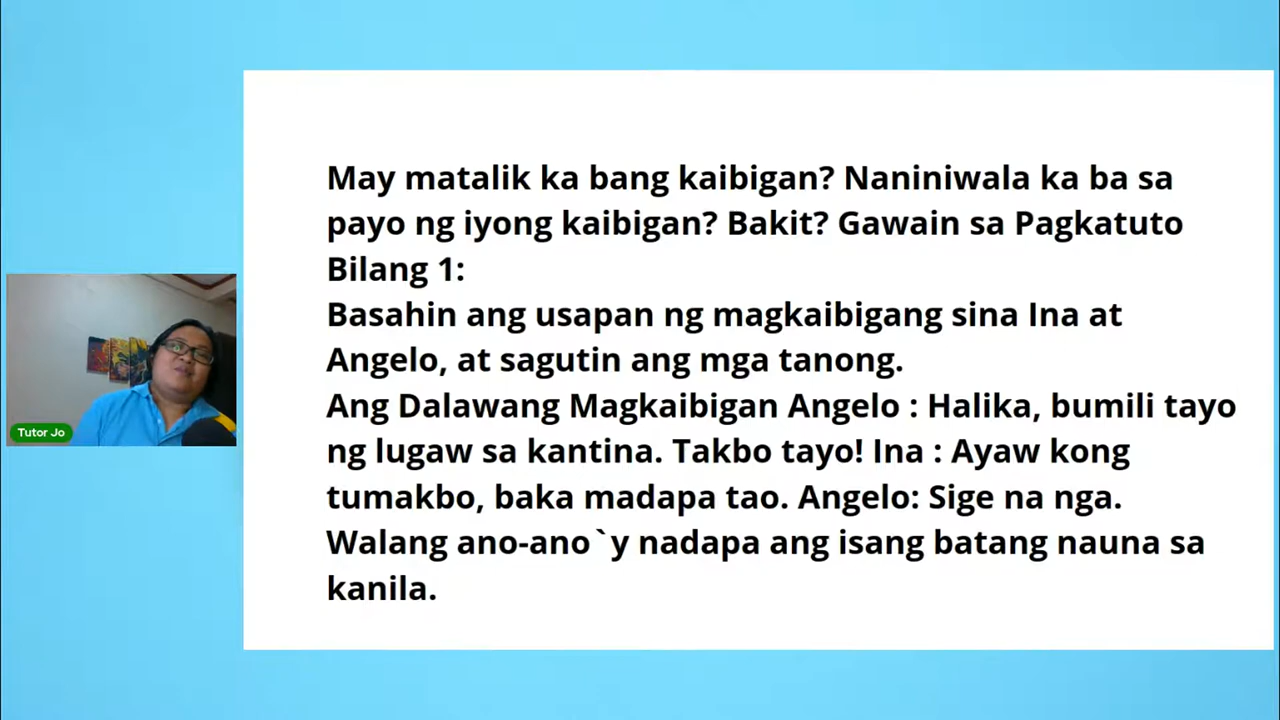 May matalik ka bang kaibigan? Naniniwala ka ba sa
payo ng iyong kaibigan? Bakit? Gawain sa Pagkatuto
Bilang 1:
Basahin ang usapan ng magkaibigang sina Ina at
Angelo, at sagutin ang mga tanong.
Ang Dalawang Magkaibigan Angelo : Halika, bumili tayo
ng lugaw sa kantina. Takbo tayo! Ina : Ayaw kong
tumakbo, baka madapa tao. Angelo: Sige na nga.
Walang ano-ano`y nadapa ang isang batang nauna sa
kanila.
Tutor Jo